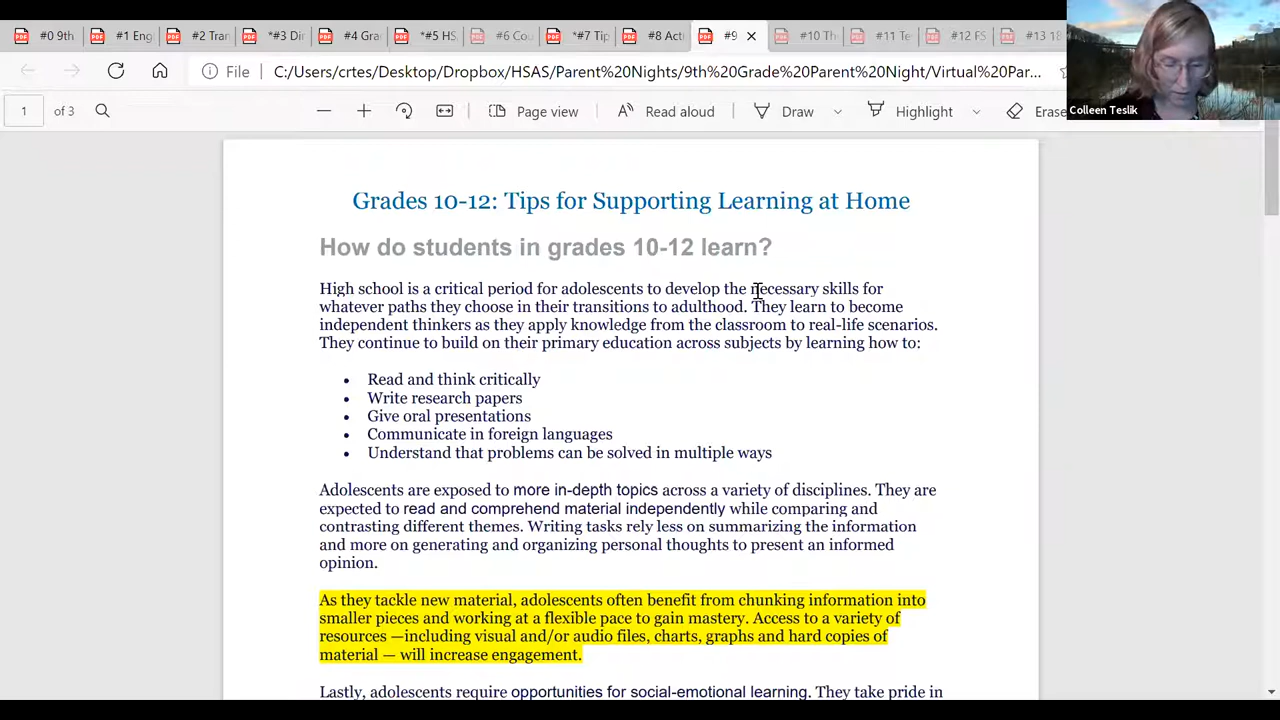 #0 9th
#1 Eng
#2 Tran
*#3 Din
#4 Gra
*#5 HS
#6 Cou
*#7 Tip
#8 Acti
#9
#10 Th
#11 Te
#12 FS
#13 18
File
C:/Users/crtes/Desktop/Dropbox/HSAS/Parent%20Nights/9th%20Grade%20Parent%20Night/Virtual%20Par...
1 of 3
Page view
Read aloud
Draw
Highlight
Erase
Colleen Teslik
Grades 10-12: Tips for Supporting Learning at Home
How do students in grades 10-12 learn?
High school is a critical period for adolescents to develop the necessary skills for
whatever paths they choose in their transitions to adulthood. They learn to become
independent thinkers as they apply knowledge from the classroom to real-life scenarios.
They continue to build on their primary education across subjects by learning how to:
• Read and think critically
• Write research papers
• Give oral presentations
• Communicate in foreign languages
• Understand that problems can be solved in multiple ways
Adolescents are exposed to more in-depth topics across a variety of disciplines. They are
expected to read and comprehend material independently while comparing and
contrasting different themes. Writing tasks rely less on summarizing the information
and more on generating and organizing personal thoughts to present an informed
opinion.
As they tackle new material, adolescents often benefit from chunking information into
smaller pieces and working at a flexible pace to gain mastery. Access to a variety of
resources —including visual and/or audio files, charts, graphs and hard copies of
material — will increase engagement.
Lastly, adolescents require opportunities for social-emotional learning. They take pride in